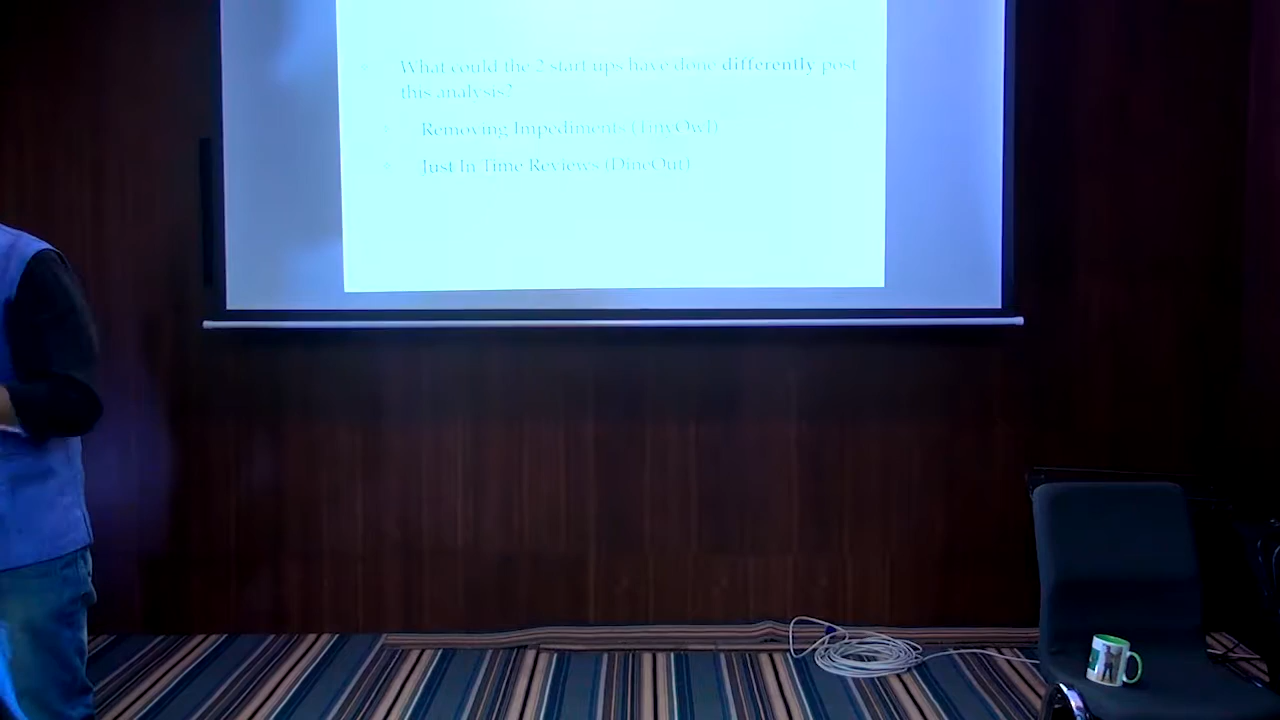 What could the 2 start ups have done differently post
this analysis?
Removing Impediments (TinyOwl)
Just In Time Reviews (DineOut)